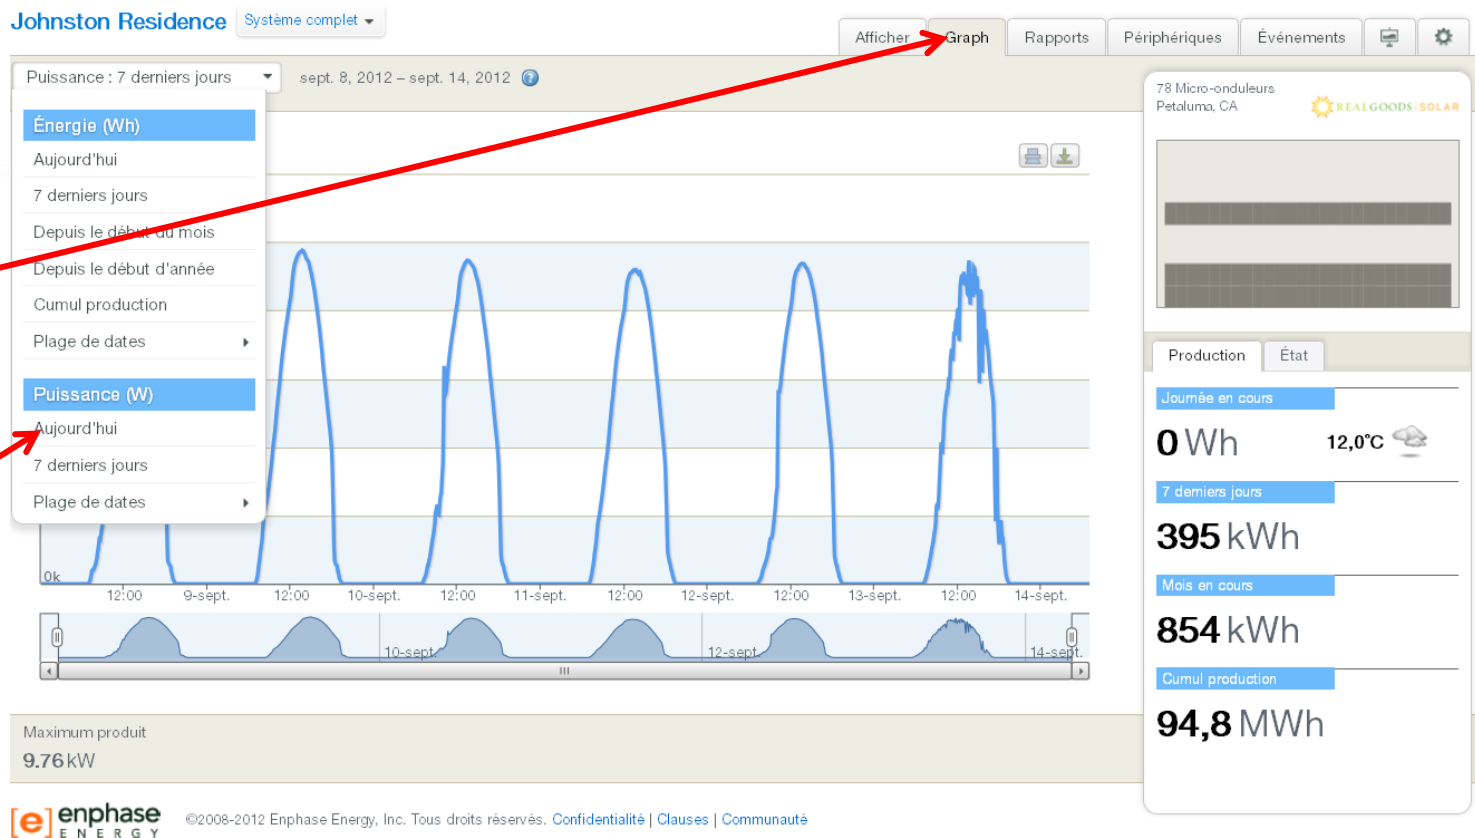 Johnston Residence Système complet
Afficher Graph Rapports Périphériques Événements
Puissance : 7 derniers jours sept. 8, 2012 – sept. 14, 2012 ?
Énergie (Wh)
Aujourd'hui
7 derniers jours
Depuis le début du mois
Depuis le début d'année
Cumul production
Plage de dates
Puissance (W)
Aujourd'hui
7 derniers jours
Plage de dates
0k
12:00 9-sept. 12:00 10-sept. 12:00 11-sept. 12:00 12-sept. 12:00 13-sept. 12:00 14-sept.
10-sept. 12-sept. 14-sept.
Maximum produit
9.76 kW
78 Micro-onduleurs
Petaluma, CA
REAL GOODS SOLAR
Production État
Journée en cours
0 Wh 12,0°C
7 derniers jours
395 kWh
Mois en cours
854 kWh
Cumul production
94,8 MWh
[e] enphase
ENERGY
©2008-2012 Enphase Energy, Inc. Tous droits réservés. Confidentialité | Clauses | Communauté